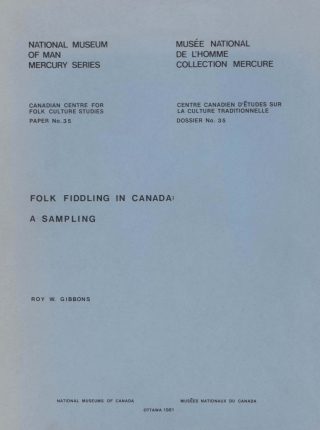 NATIONAL MUSEUM
OF MAN
MERCURY SERIES
MUSÉE NATIONAL
DE L'HOMME
COLLECTION MERCURE
CANADIAN CENTRE FOR
FOLK CULTURE STUDIES
PAPER No. 35
CENTRE CANADIEN D'ÉTUDES SUR
LA CULTURE TRADITIONNELLE
DOSSIER No. 35
FOLK FIDDLING IN CANADA:
A SAMPLING
ROY W. GIBBONS
NATIONAL MUSEUMS OF CANADA
MUSÉES NATIONAUX DU CANADA
OTTAWA 1981